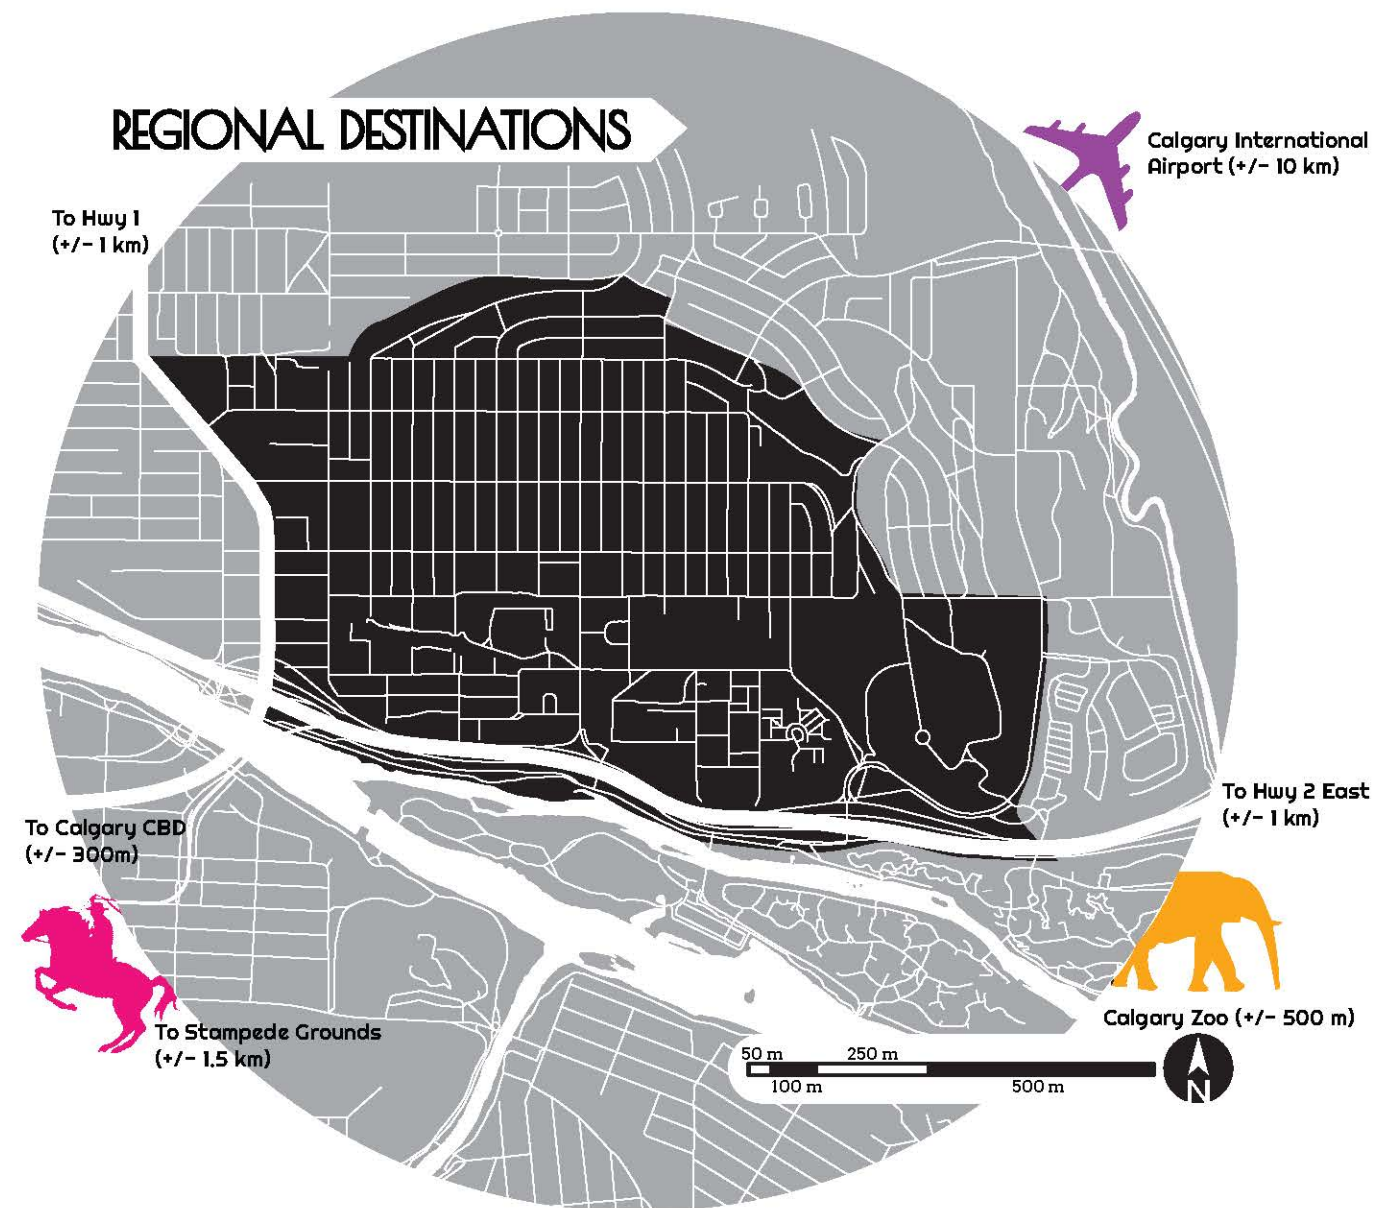 REGIONAL DESTINATIONS
Calgary International
Airport (+/- 10 km)
To Hwy 1
(+/- 1 km)
To Hwy 2 East
(+/- 1 km)
To Calgary CBD
(+/- 300m)
Calgary Zoo (+/- 500 m)
To Stampede Grounds
(+/- 1.5 km)
50 m 250 m
100 m 500 m
N